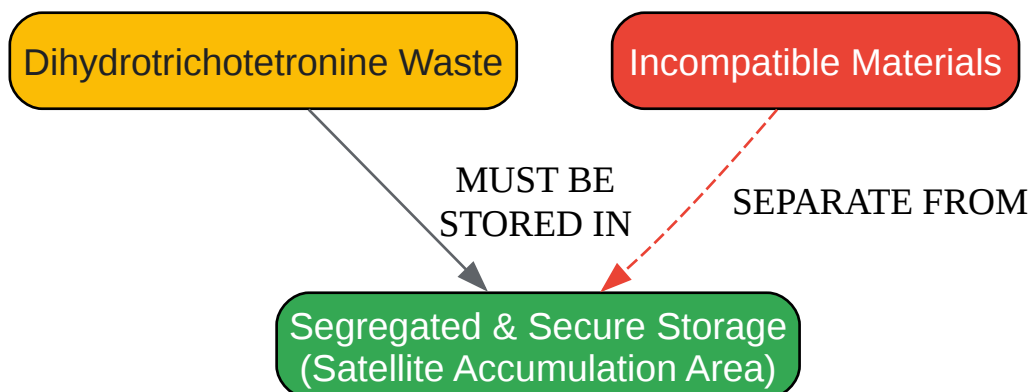 Dihydrotrichotetronine Waste
Incompatible Materials
MUST BE
STORED IN
SEPARATE FROM
Segregated & Secure Storage
(Satellite Accumulation Area)